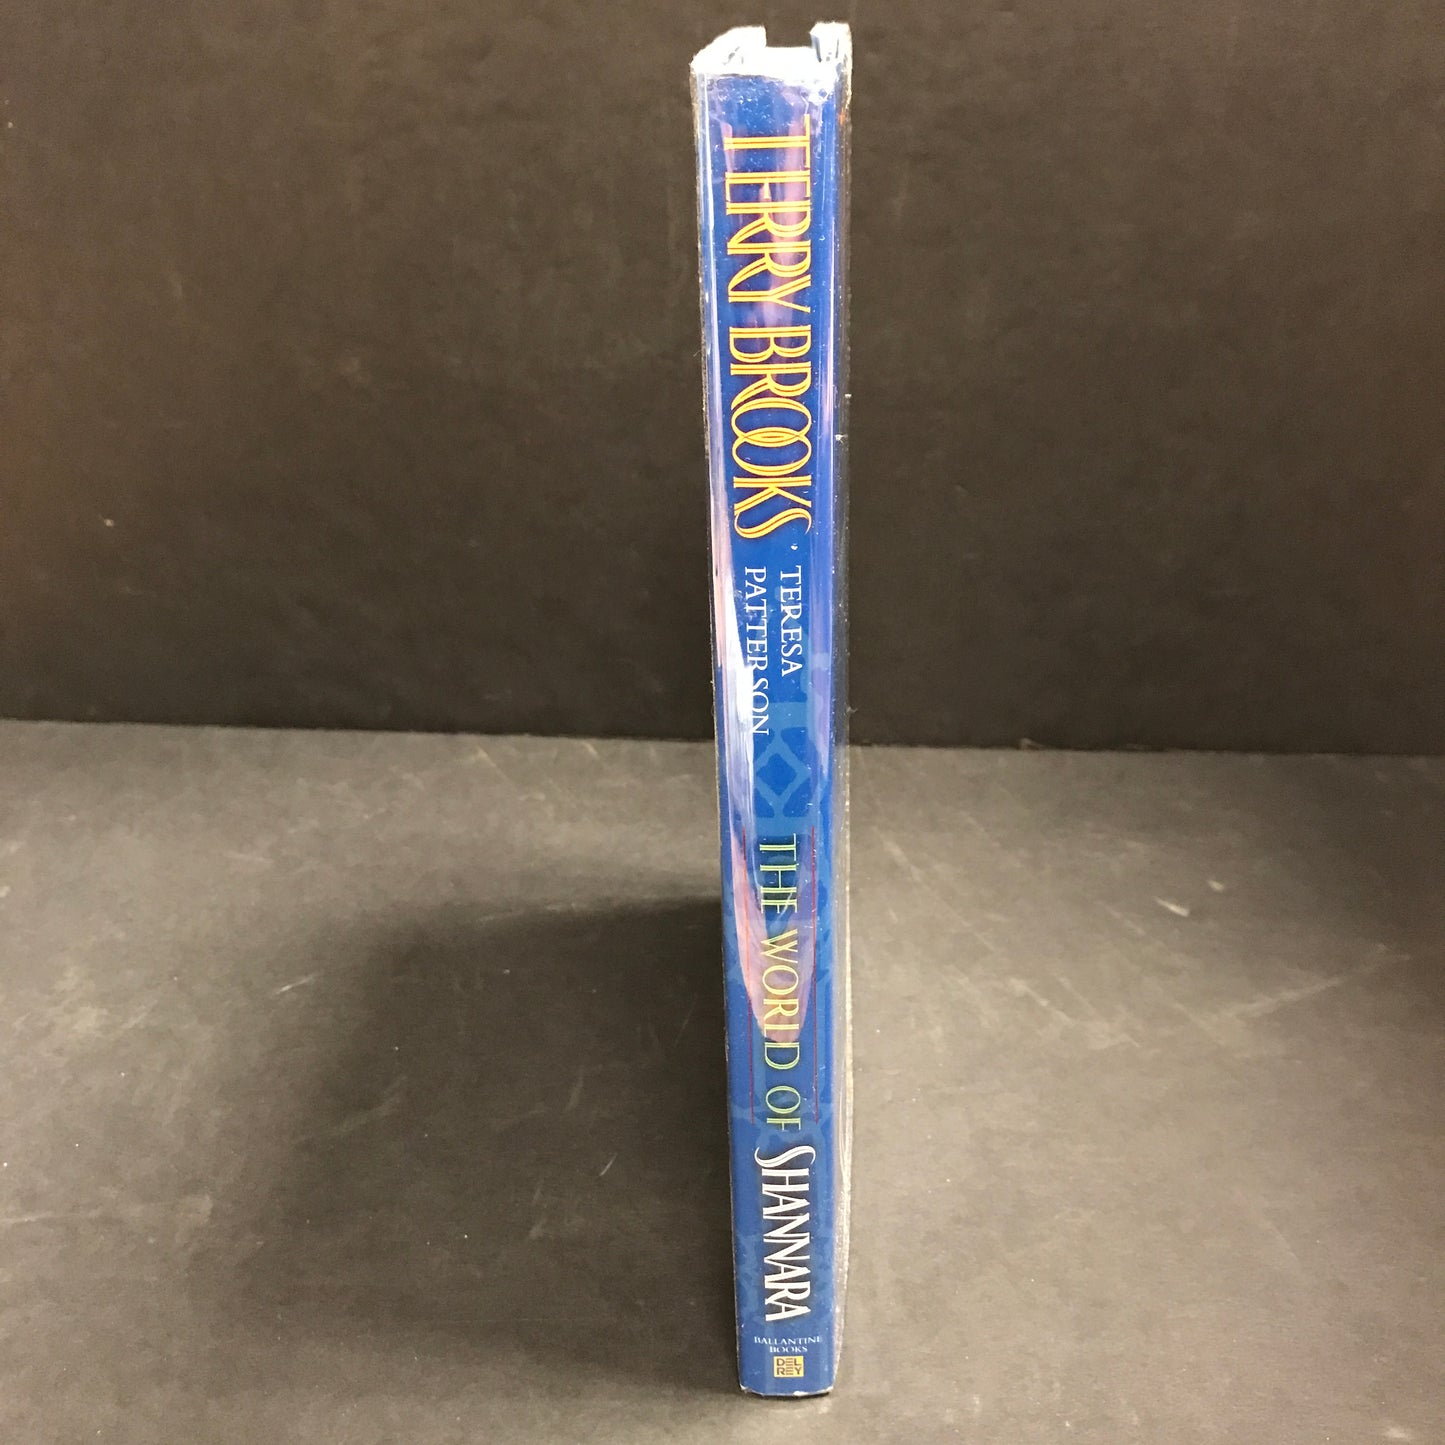 TERRY BROOKS
TERESA
PATTERSON
THE WORLD OF
SHANNARA
BALLANTINE
BOOKS
DEL
REY